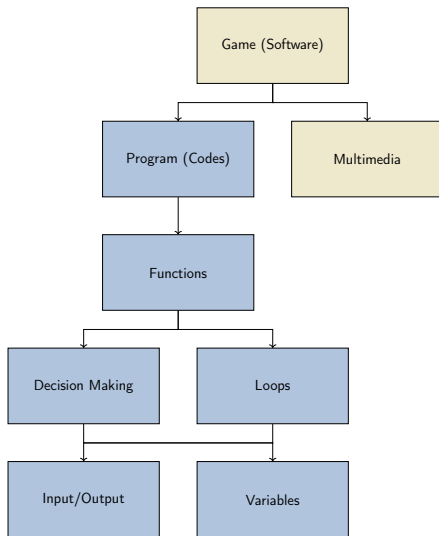 Game (Software)
Program (Codes)
Multimedia
Functions
Decision Making
Loops
Input/Output
Variables